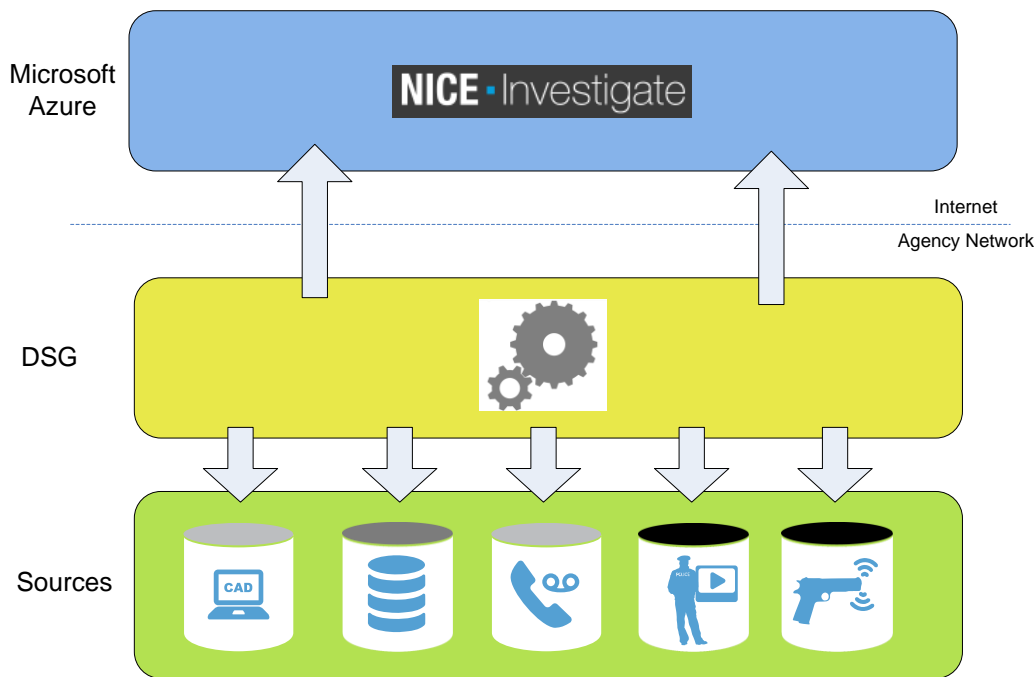 Microsoft
Azure
NICE · Investigate
Internet
Agency Network
DSG
Sources
CAD
POLICE